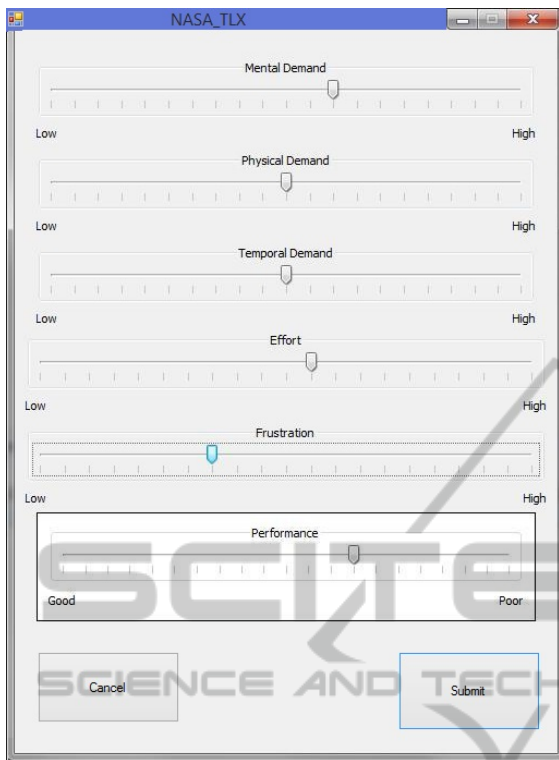 NASA_TLX
Mental Demand
Low High
Physical Demand
Low High
Temporal Demand
Low High
Effort
Low High
Frustration
Low High
Performance
Good Poor
Cancel Submit
SCITE
SCIENCE AND TECH